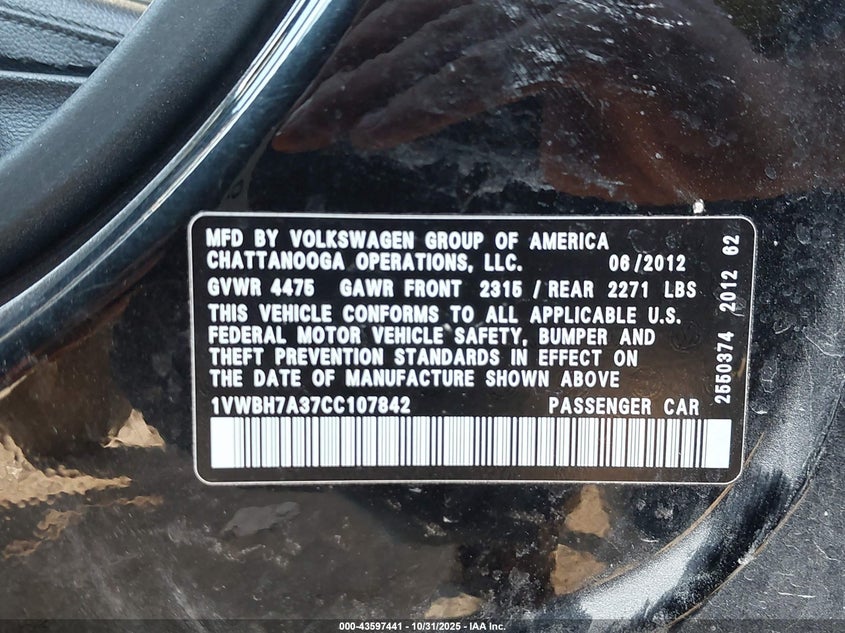 MFD BY VOLKSWAGEN GROUP OF AMERICA
CHATTANOOGA OPERATIONS, LLC. 06/2012
GVWR 4475 GAWR FRONT 2315 / REAR 2271 LBS
THIS VEHICLE CONFORMS TO ALL APPLICABLE U.S.
FEDERAL MOTOR VEHICLE SAFETY, BUMPER AND
THEFT PREVENTION STANDARDS IN EFFECT ON
THE DATE OF MANUFACTURE SHOWN ABOVE
1VWBH7A37CC107842 PASSENGER CAR
2550374 2012 62
000-43597441 - 10/31/2025 - IAA Inc.